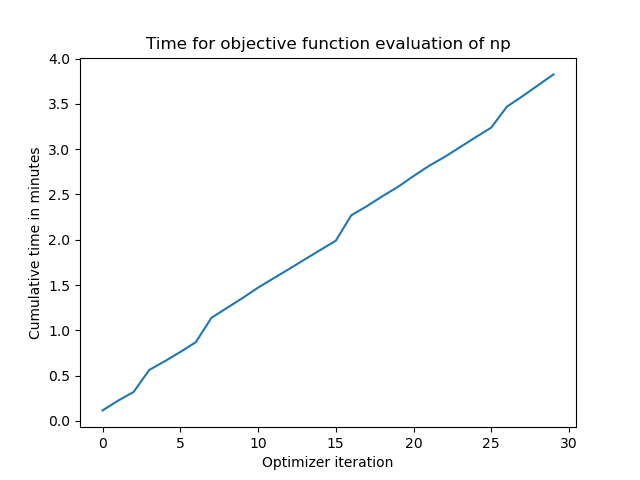 Time for objective function evaluation of np
Cumulative time in minutes
4.0
3.5
3.0
2.5
2.0
1.5
1.0
0.5
0.0
0 5 10 15 20 25 30
Optimizer iteration